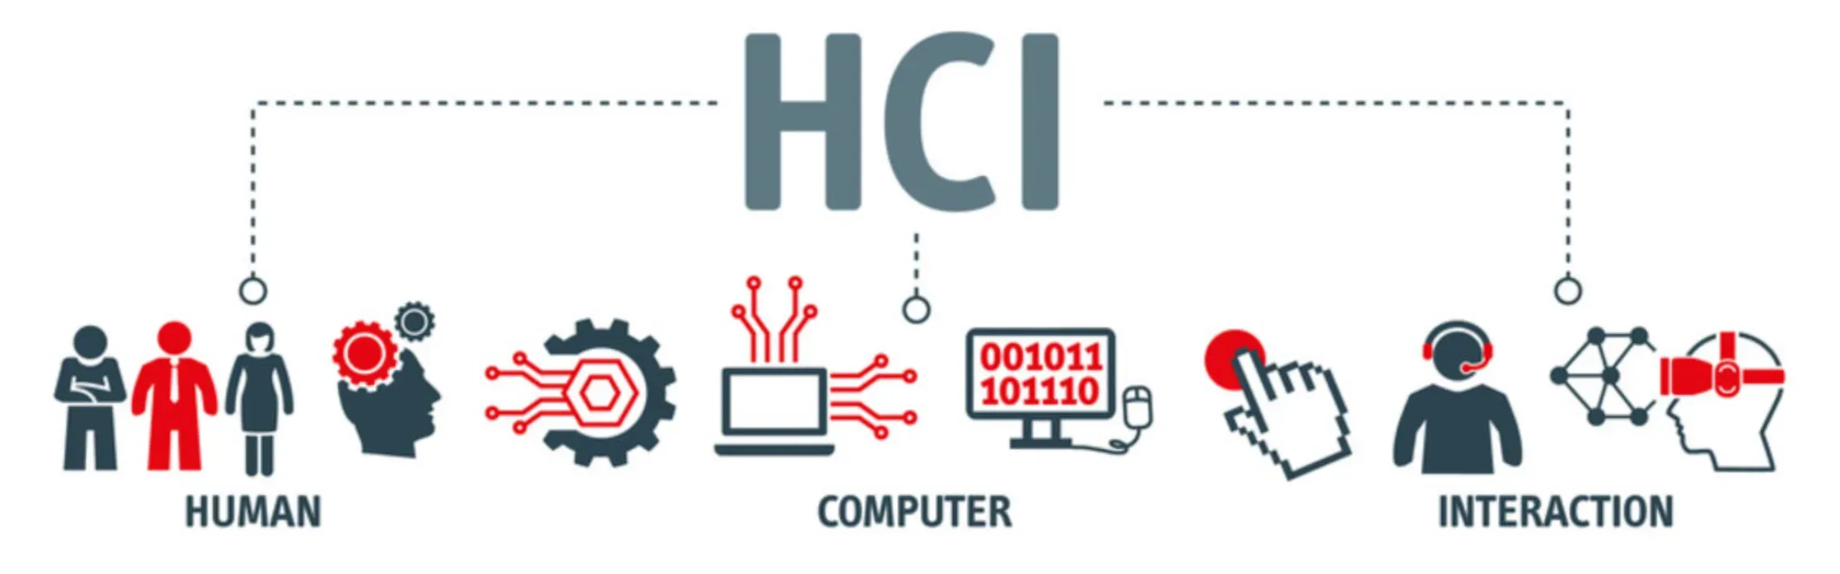 HCI
001011
101110
HUMAN
COMPUTER
INTERACTION